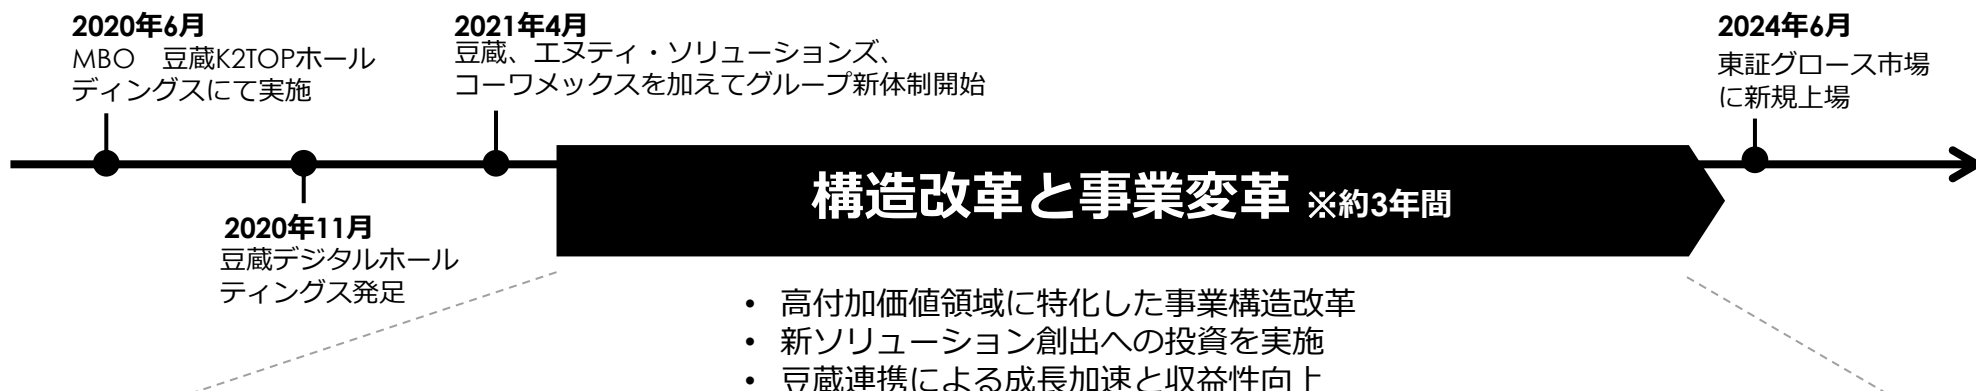 2020年6月
MBO　豆蔵K2TOPホール
ディングスにて実施
2021年4月
豆蔵、エヌティ・ソリューションズ、
コーワメックスを加えてグループ新体制開始
2024年6月
東証グロース市場
に新規上場
構造改革と事業変革 ※約3年間
2020年11月
豆蔵デジタルホール
ティングス発足
• 高付加価値領域に特化した事業構造改革
• 新ソリューション創出への投資を実施
• 豆蔵連携による成長加速と収益性向上